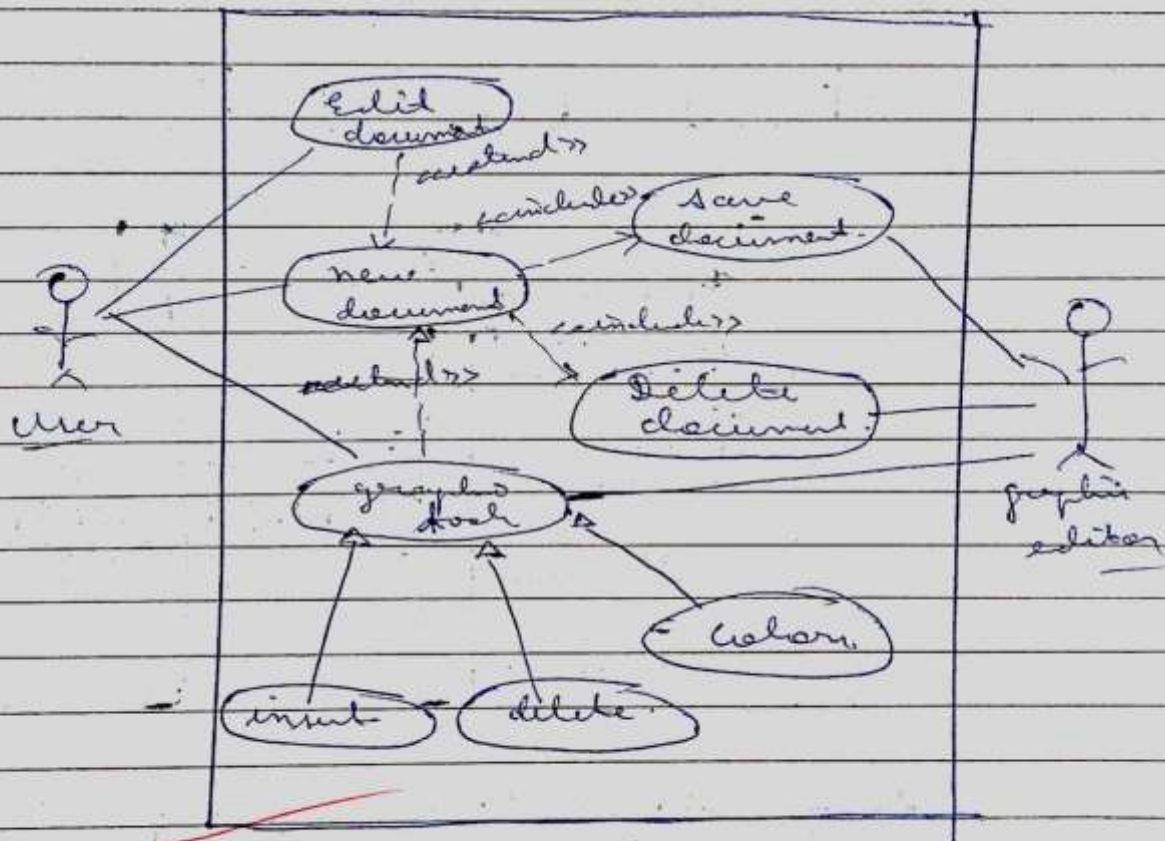 Edit
document
<<extend>>
<<include>>
Save
document.
new
document
<<include>>
<<extend>>
Delete
document.
User
graphic
editor
graphic
tool
colour.
insert
delete.